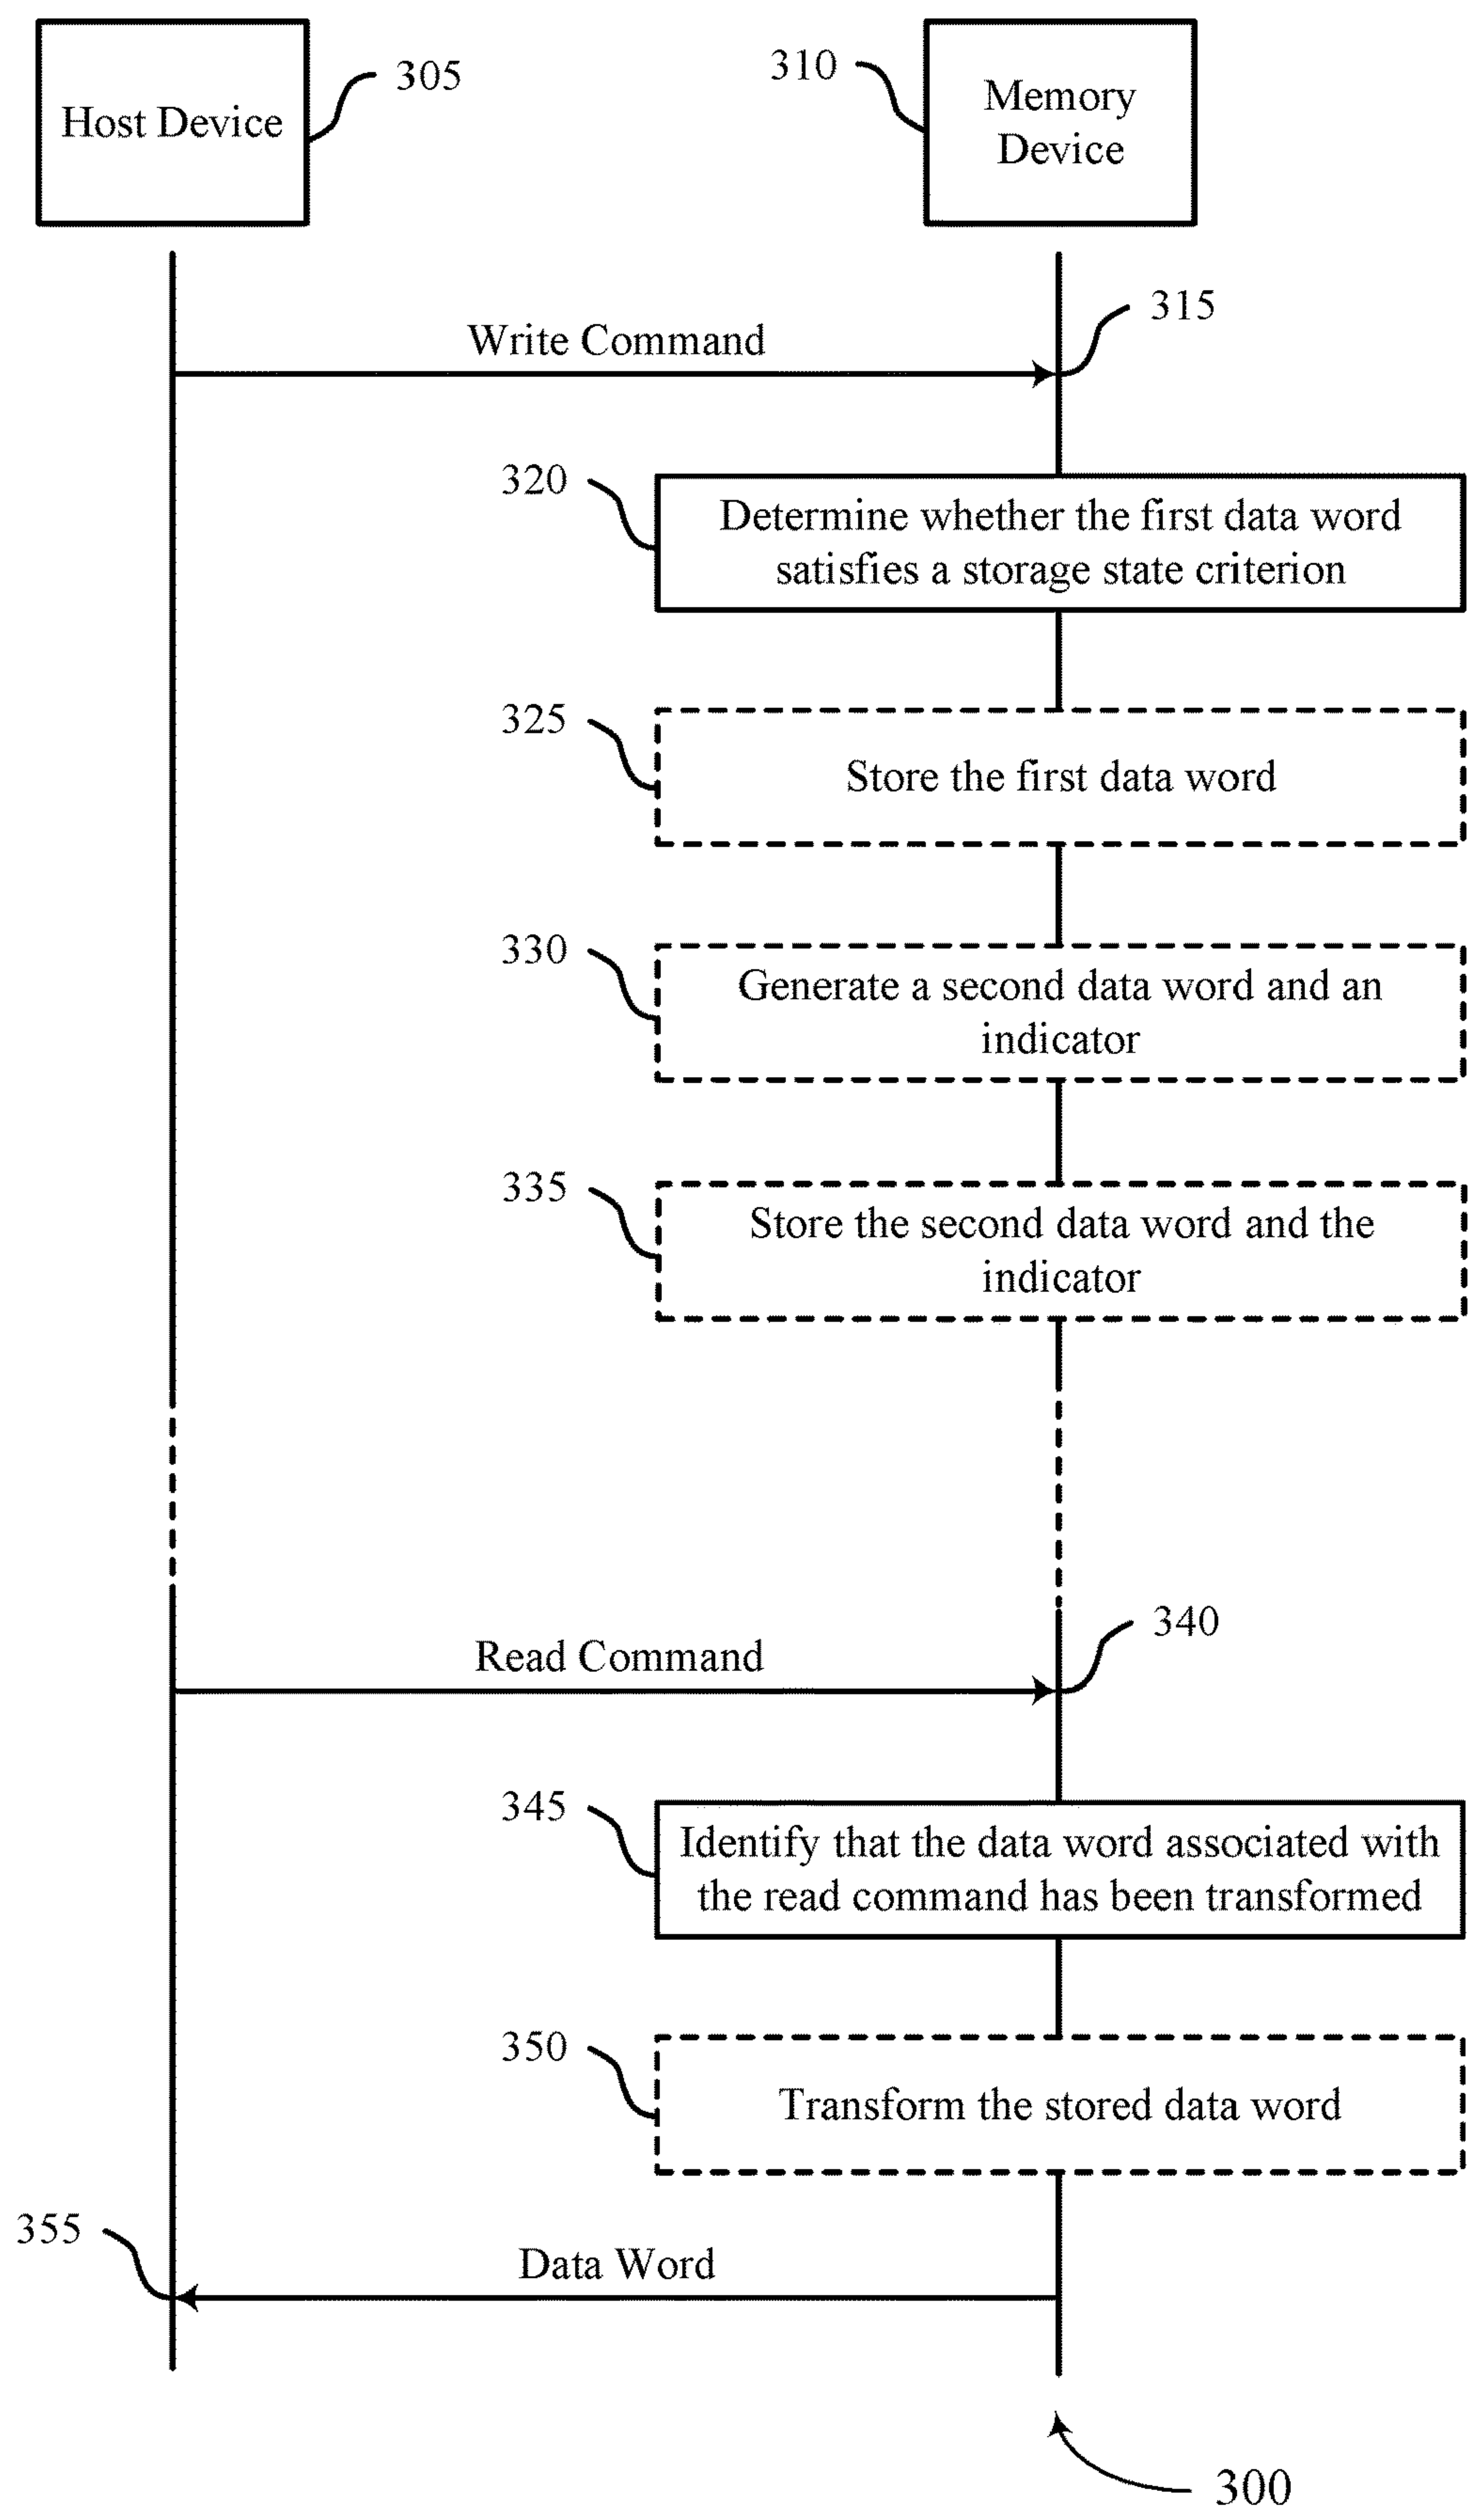 Host Device
305
310
Memory
Device
315
Write Command
320
Determine whether the first data word
satisfies a storage state criterion
325
Store the first data word
330
Generate a second data word and an
indicator
335
Store the second data word and the
indicator
340
Read Command
345
Identify that the data word associated with
the read command has been transformed
350
Transform the stored data word
355
Data Word
300